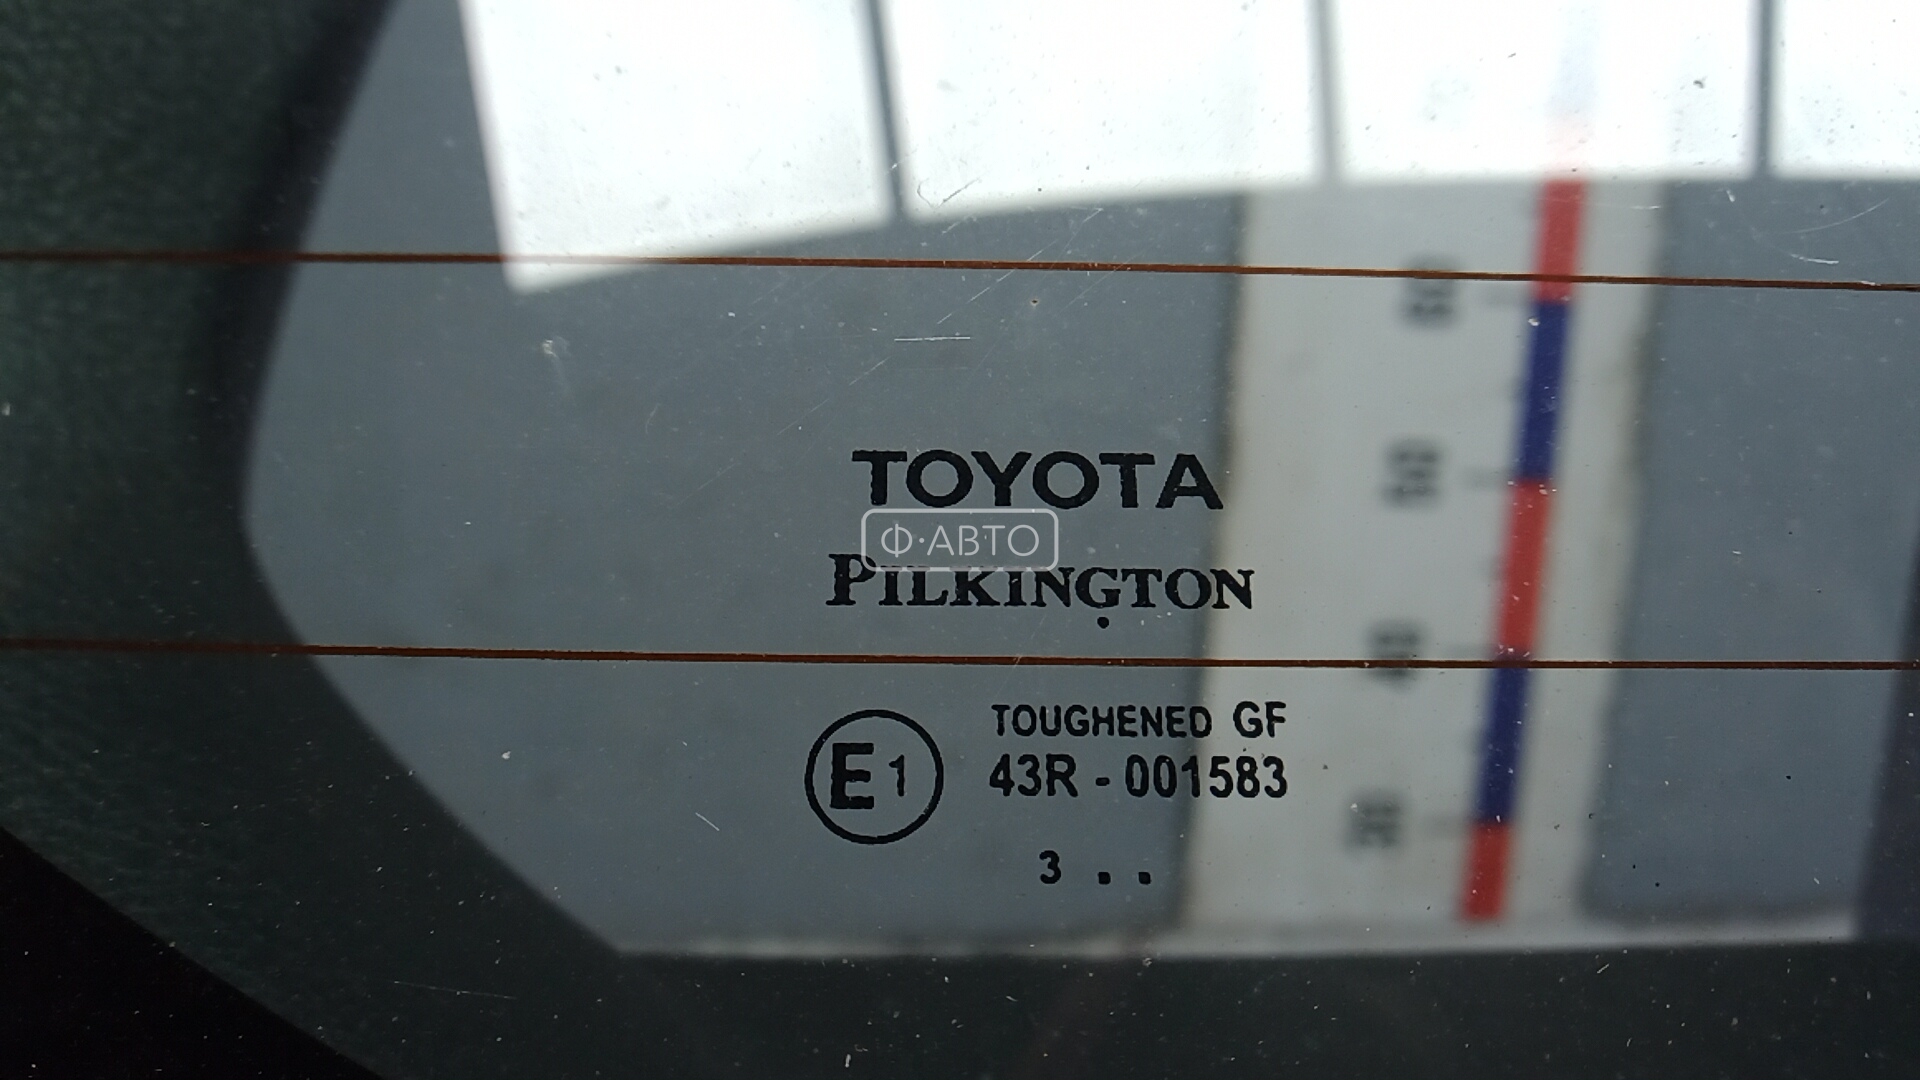 TOYOTA
Ф·АВТО
PILKINGTON
TOUGHENED GF
E1 43R - 001583
3 . .